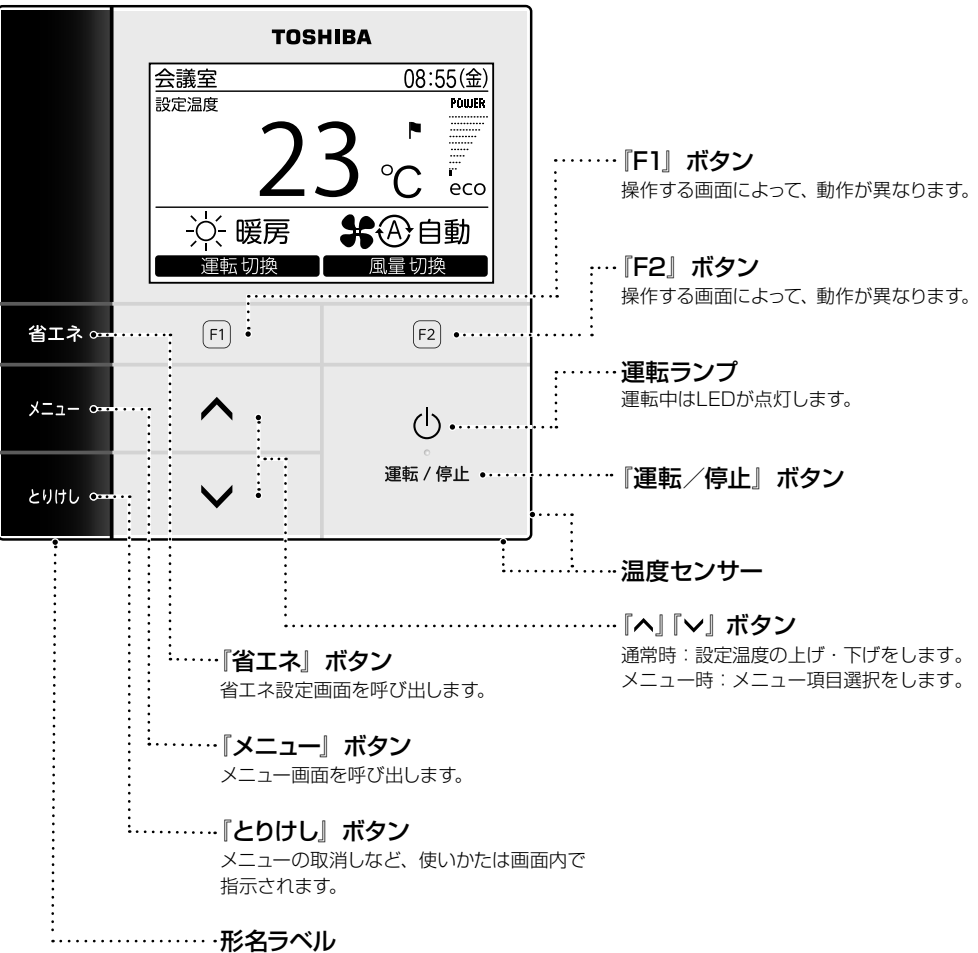 TOSHIBA
会議室 08:55(金)
設定温度 POWER
23 °C
eco
暖房 A 自動
運転切換 風量切換
省エネ F1 F2
メニュー
運転 / 停止
とりけし
『F1』 ボタン
操作する画面によって、動作が異なります。
『F2』 ボタン
操作する画面によって、動作が異なります。
運転ランプ
運転中はLEDが点灯します。
『運転／停止』 ボタン
温度センサー
『∧』『∨』 ボタン
通常時：設定温度の上げ・下げをします。
メニュー時：メニュー項目選択をします。
『省エネ』 ボタン
省エネ設定画面を呼び出します。
『メニュー』 ボタン
メニュー画面を呼び出します。
『とりけし』 ボタン
メニューの取消しなど、使いかたは画面内で
指示されます。
形名ラベル